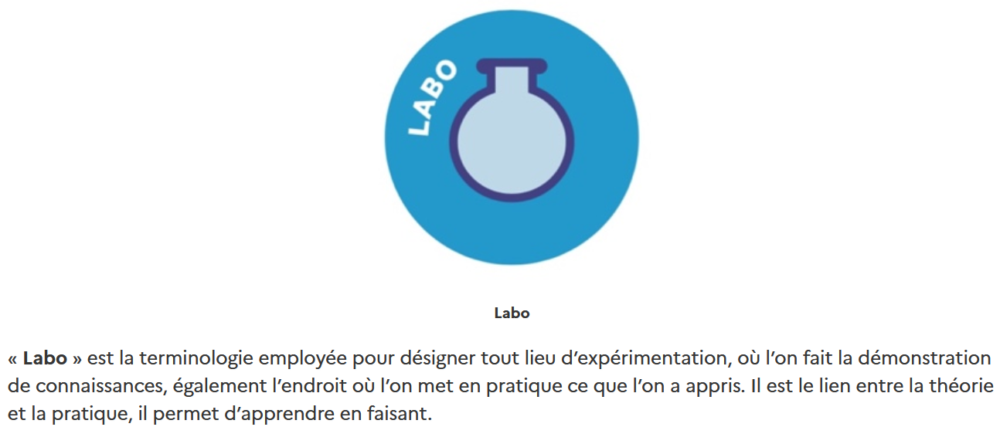 LABO
Labo
« Labo » est la terminologie employée pour désigner tout lieu d’expérimentation, où l’on fait la démonstration
de connaissances, également l’endroit où l’on met en pratique ce que l’on a appris. Il est le lien entre la théorie
et la pratique, il permet d’apprendre en faisant.